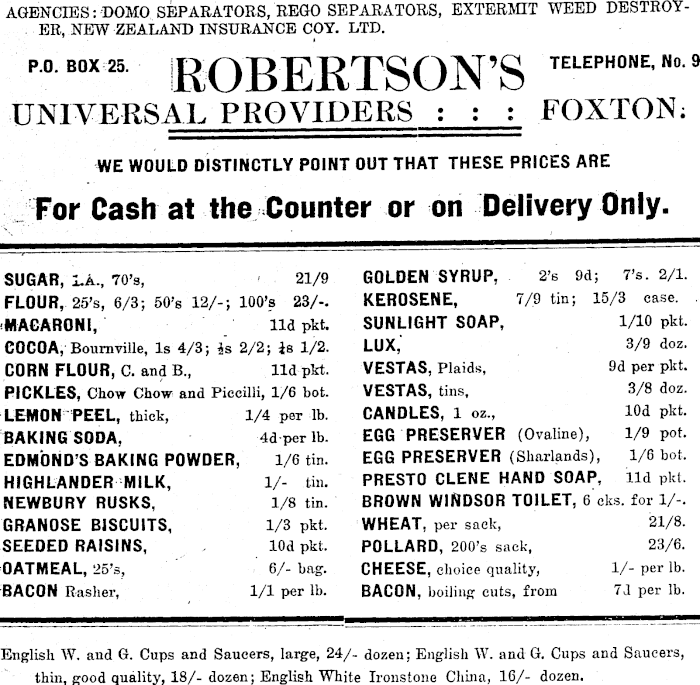 AGENCIES: DOMO SEPARATORS, REGO SEPARATORS, EXTERMIT WEED DESTROY-
ER, NEW ZEALAND INSURANCE COY. LTD.
P.O. BOX 25. ROBERTSON'S TELEPHONE, No. 9
UNIVERSAL PROVIDERS : : : FOXTON.
WE WOULD DISTINCTLY POINT OUT THAT THESE PRICES ARE
For Cash at the Counter or on Delivery Only.
SUGAR, 1.A., 70's, 21/9
FLOUR, 25's, 6/3; 50's 12/-; 100's 23/-.
MACARONI, 11d pkt.
COCOA, Bournville, 1s 4/3; ½s 2/2; ¼s 1/2.
CORN FLOUR, C. and B., 11d pkt.
PICKLES, Chow Chow and Piccilli, 1/6 bot.
LEMON PEEL, thick, 1/4 per lb.
BAKING SODA, 4d per lb.
EDMOND'S BAKING POWDER, 1/6 tin.
HIGHLANDER MILK, 1/- tin.
NEWBURY RUSKS, 1/8 tin.
GRANOSE BISCUITS, 1/3 pkt.
SEEDED RAISINS, 10d pkt.
OATMEAL, 25's, 6/- bag.
BACON Rasher, 1/1 per lb.
GOLDEN SYRUP, 2's 9d; 7's. 2/1.
KEROSENE, 7/9 tin; 15/3 case.
SUNLIGHT SOAP, 1/10 pkt.
LUX, 3/9 doz.
VESTAS, Plaids, 9d per pkt.
VESTAS, tins, 3/8 doz.
CANDLES, 1 oz., 10d pkt.
EGG PRESERVER (Ovaline), 1/9 pot.
EGG PRESERVER (Sharlands), 1/6 bot.
PRESTO CLENE HAND SOAP, 11d pkt.
BROWN WINDSOR TOILET, 6 cks. for 1/-.
WHEAT, per sack, 21/8.
POLLARD, 200's sack, 23/6.
CHEESE, choice quality, 1/- per lb.
BACON, boiling cuts, from 7d per lb.
English W. and G. Cups and Saucers, large, 24/- dozen; English W. and G. Cups and Saucers,
thin, good quality, 18/- dozen; English White Ironstone China, 16/- dozen.